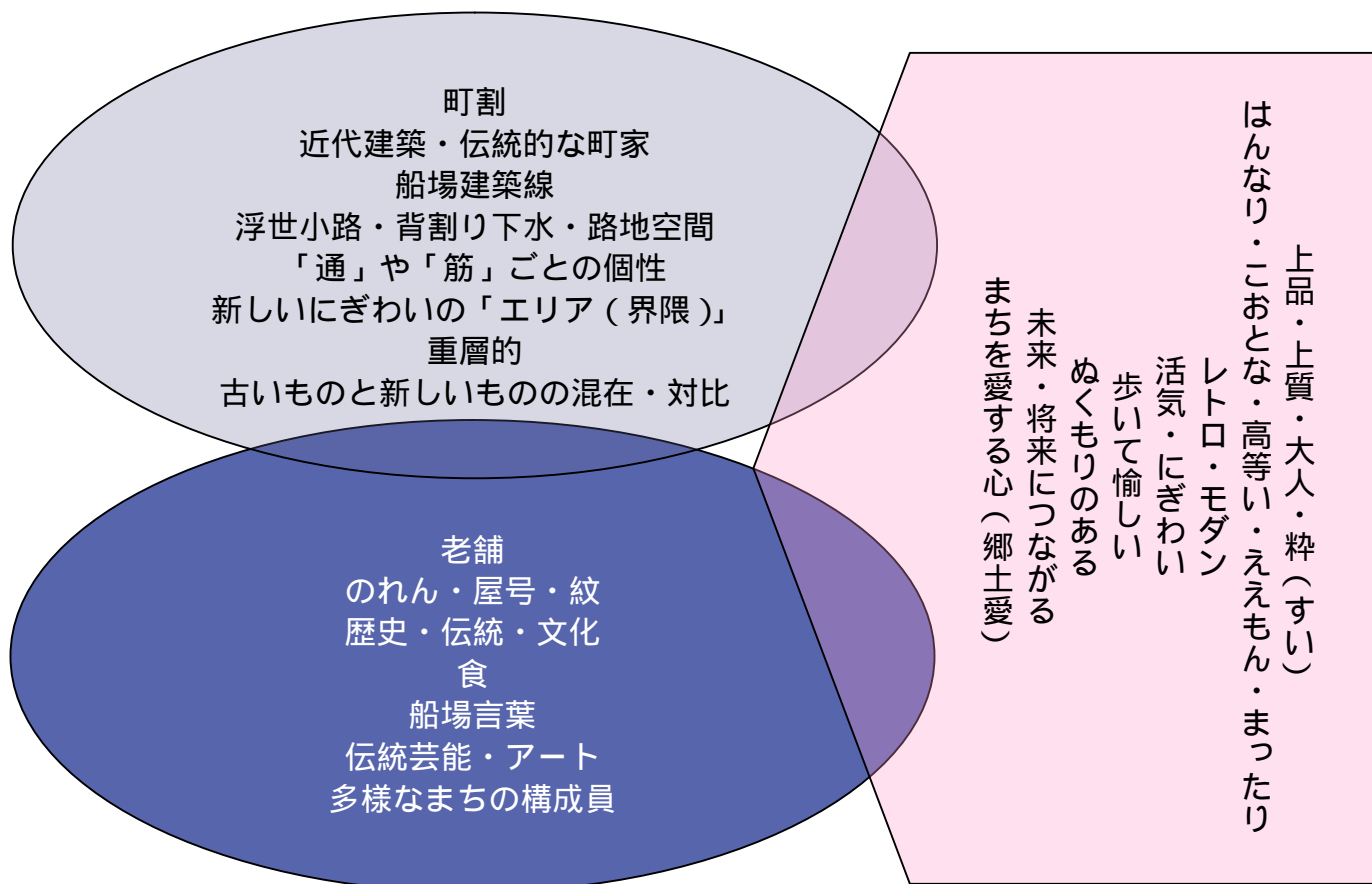 町割
近代建築・伝統的な町家
船場建築線
浮世小路・背割り下水・路地空間
「通」や「筋」ごとの個性
新しいにぎわいの「エリア(界隈)」
重層的
古いものと新しいものの混在・対比
老舗
のれん・屋号・紋
歴史・伝統・文化
食
船場言葉
伝統芸能・アート
多様なまちの構成員
上品・上質・大人・粋(すい)
はんなり・こおとな・高等い・ええもん・まったり
レトロ・モダン
活気・にぎわい
歩いて愉しい
ぬくもりのある
未来・将来につながる
まちを愛する心(郷土愛)